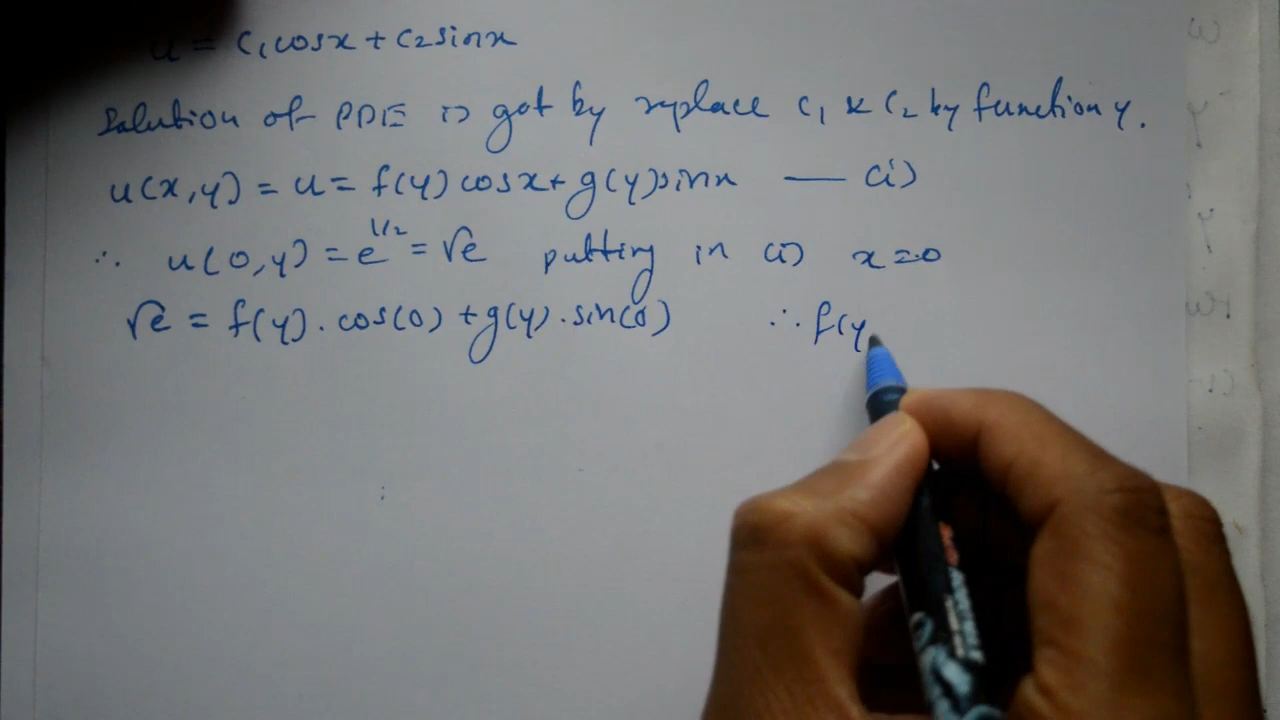 u = c₁cosx + c₂sinx
Solution of PDE is got by replace c₁ & c₂ by function y.
u(x,y) = u = f(y) cosx + g(y)sinx — (i)
∴ u(0,y) = e^{1/2} = √e putting in (i) x=0
√e = f(y).cos(0) + g(y).sin(0) ∴ f(y